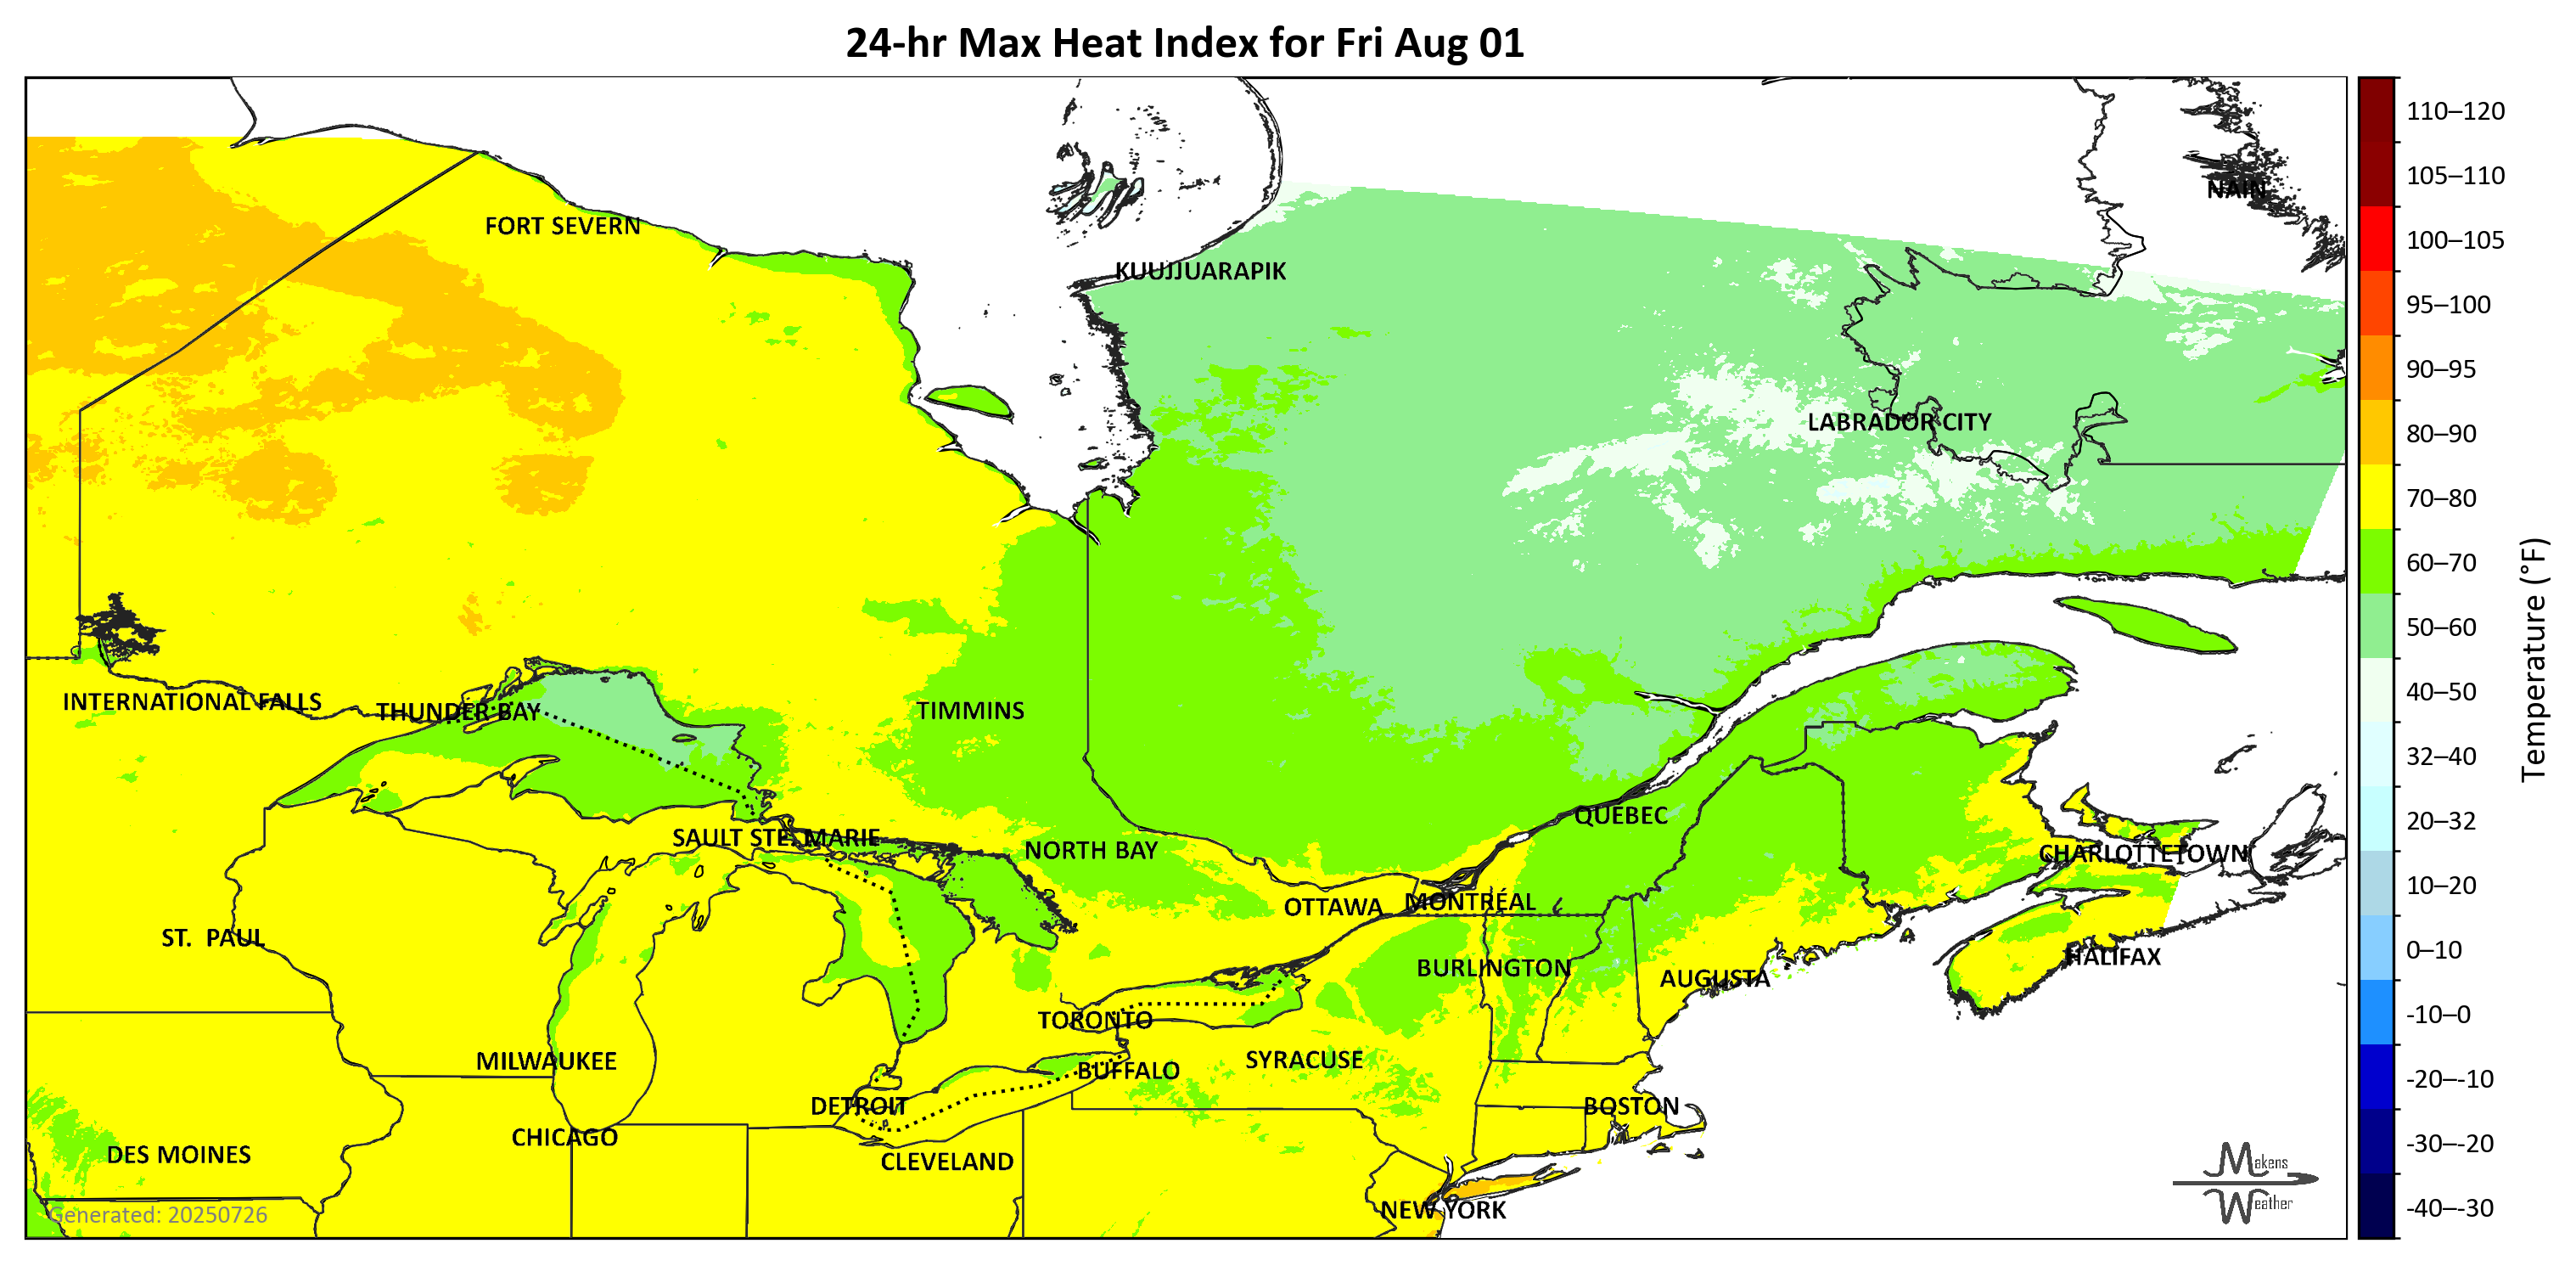 24-hr Max Heat Index for Fri Aug 01
110–120
105–110
NAIN
FORT SEVERN
100–105
KUUJJUARAPIK
95–100
90–95
LABRADOR CITY
80–90
70–80
60–70
50–60
Temperature (°F)
INTERNATIONAL FALLS
THUNDER BAY
TIMMINS
40–50
32–40
QUÉBEC
20–32
SAULT STE. MARIE
NORTH BAY
CHARLOTTETOWN
10–20
OTTAWA
MONTRÉAL
ST. PAUL
0–10
HALIFAX
BURLINGTON
AUGUSTA
-10–0
TORONTO
MILWAUKEE
SYRACUSE
BUFFALO
-20–-10
DETROIT
BOSTON
CHICAGO
-30–-20
DES MOINES
CLEVELAND
Makens
Weather
NEW YORK
-40–-30
Generated: 20250726